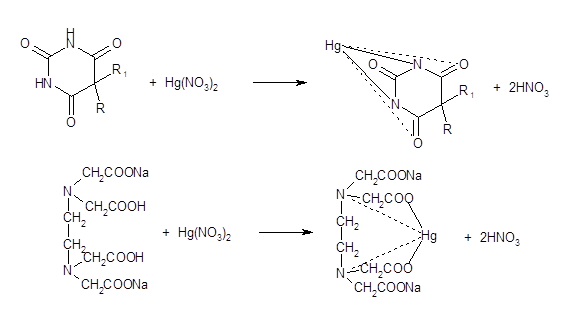 O H N O HN R₁ O R + Hg(NO₃)₂ Hg O N O N R₁ O R + 2HNO₃
CH₂COONa
N
CH₂COOH
CH₂
CH₂
CH₂COOH
N
CH₂COONa
+ Hg(NO₃)₂
CH₂COONa
N
CH₂COO
CH₂
CH₂
Hg
CH₂COO
N
CH₂COONa
+ 2HNO₃